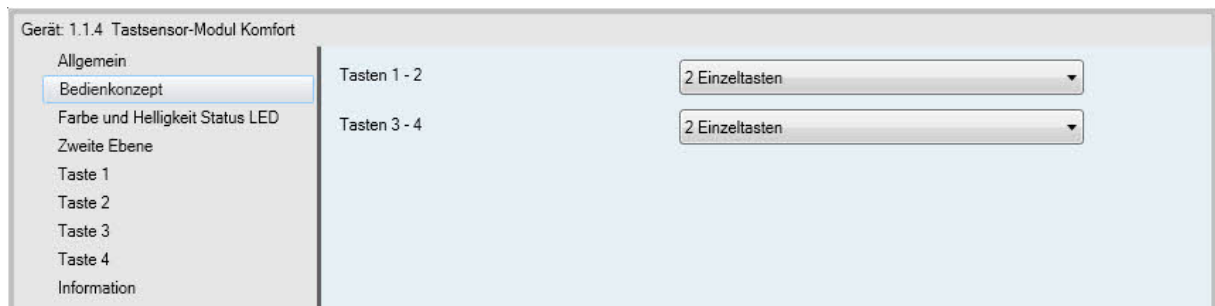 Gerät: 1.1.4 Tastsensor-Modul Komfort
Allgemein
Bedienkonzept
Farbe und Helligkeit Status LED
Zweite Ebene
Taste 1
Taste 2
Taste 3
Taste 4
Information
Tasten 1 - 2
2 Einzeltasten
Tasten 3 - 4
2 Einzeltasten